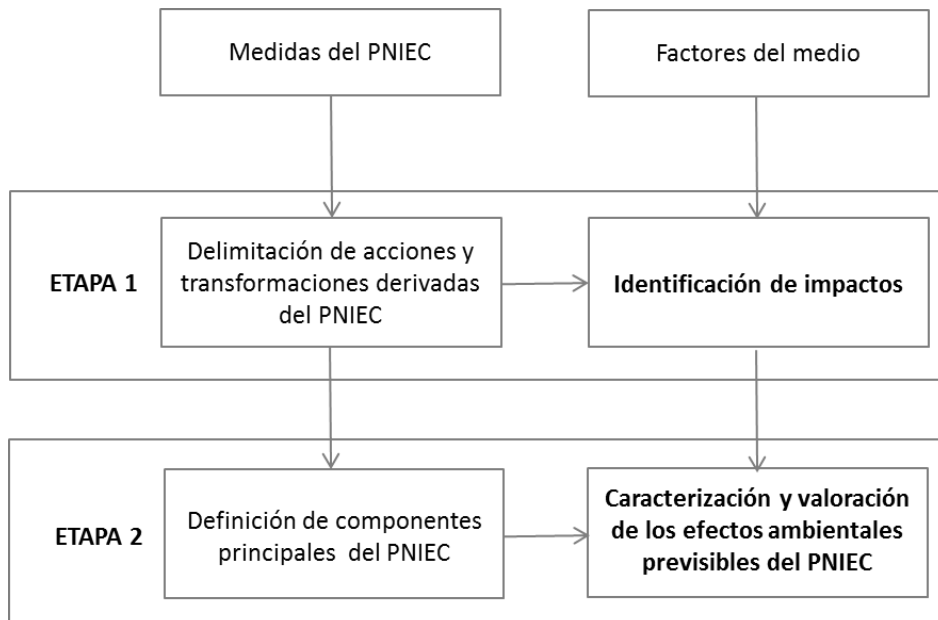 Medidas del PNIEC
Factores del medio
ETAPA 1
Delimitación de acciones y
transformaciones derivadas
del PNIEC
Identificación de impactos
ETAPA 2
Definición de componentes
principales del PNIEC
Caracterización y valoración
de los efectos ambientales
previsibles del PNIEC